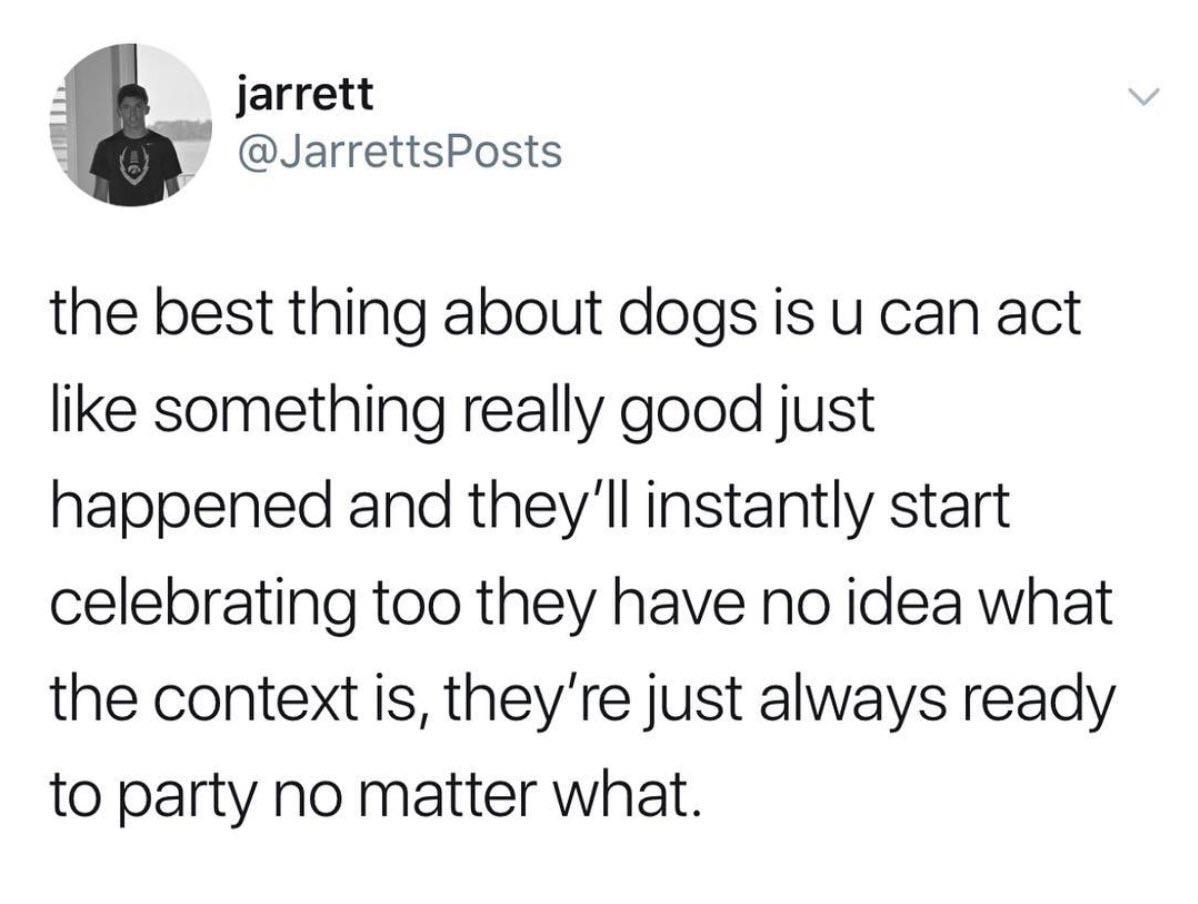 jarrett
@JarrettsPosts
the best thing about dogs is u can act
like something really good just
happened and they'll instantly start
celebrating too they have no idea what
the context is, they're just always ready
to party no matter what.